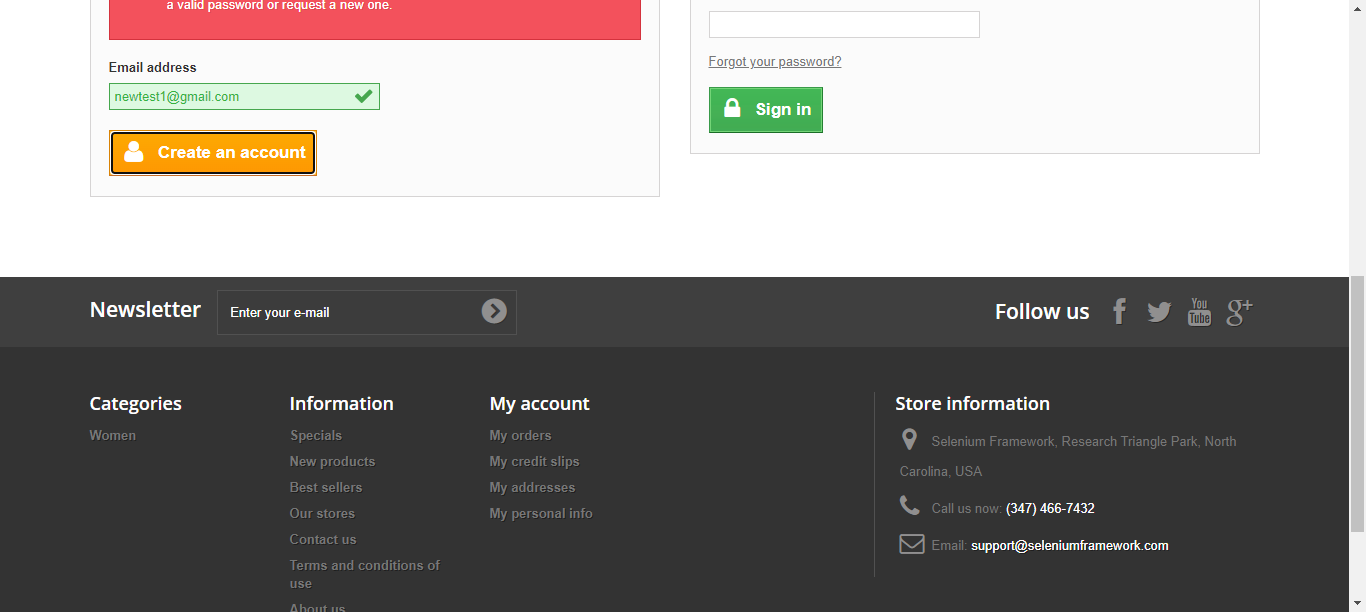 a valid password or request a new one.
Email address
newtest1@gmail.com
Create an account
Forgot your password?
Sign in
Newsletter
Enter your e-mail
Follow us
You
Tube
g+
Categories
Women
Information
Specials
New products
Best sellers
Our stores
Contact us
Terms and conditions of
use
About us
My account
My orders
My credit slips
My addresses
My personal info
Store information
Selenium Framework, Research Triangle Park, North
Carolina, USA
Call us now: (347) 466-7432
Email: support@seleniumframework.com